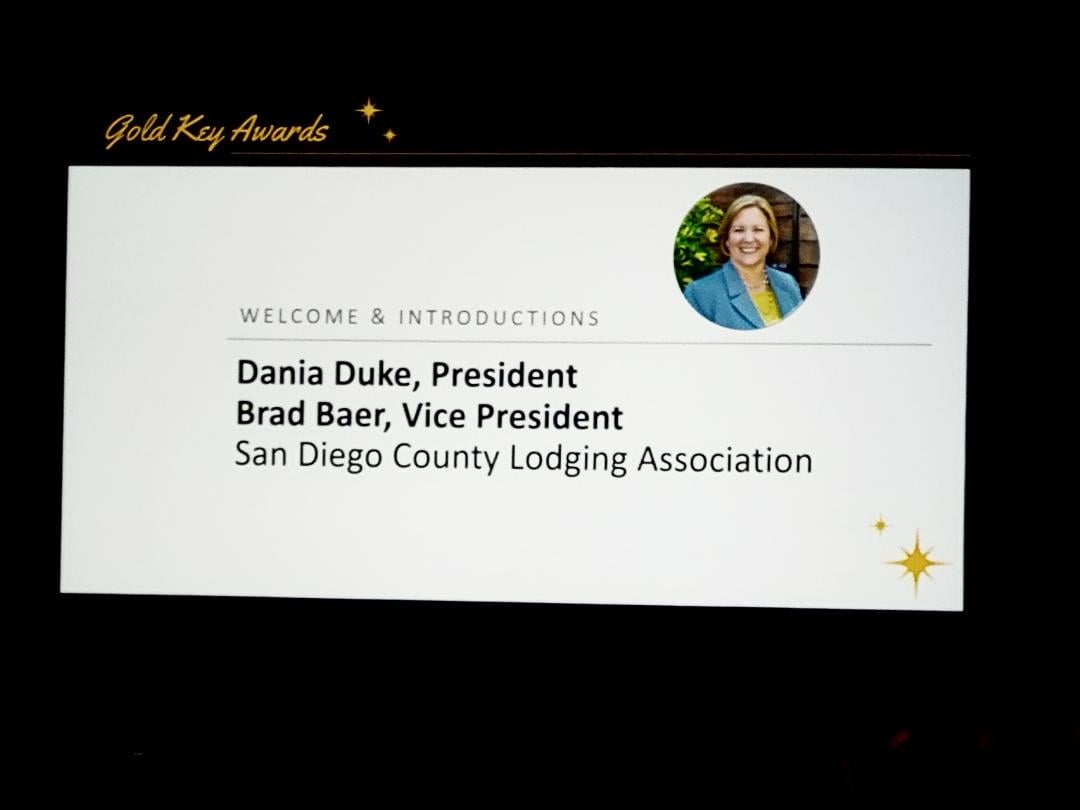 Gold Key Awards
WELCOME & INTRODUCTIONS
Dania Duke, President
Brad Baer, Vice President
San Diego County Lodging Association